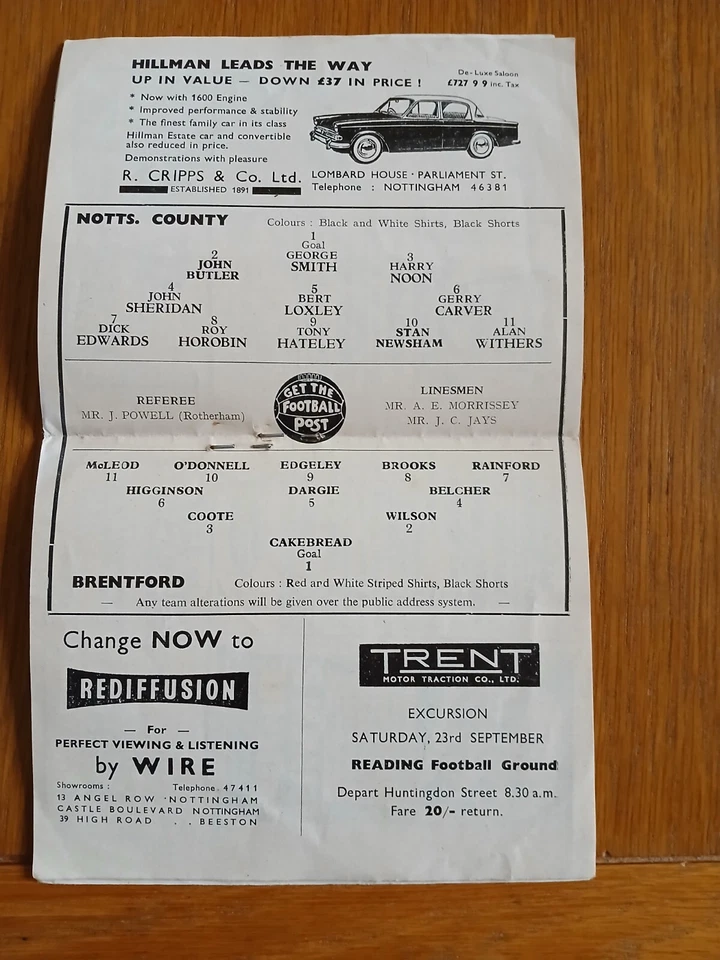 HILLMAN LEADS THE WAY
UP IN VALUE — DOWN £37 IN PRICE !
De-Luxe Saloon
£727 9 9 inc. Tax
* Now with 1600 Engine
* Improved performance & stability
* The finest family car in its class
Hillman Estate car and convertible
also reduced in price.
Demonstrations with pleasure
R. CRIPPS & Co. Ltd.
ESTABLISHED 1891
LOMBARD HOUSE · PARLIAMENT ST.
Telephone : NOTTINGHAM 46381
NOTTS. COUNTY Colours : Black and White Shirts, Black Shorts
1
Goal
2 GEORGE 3
JOHN SMITH HARRY
BUTLER NOON
4 5 6
JOHN BERT GERRY
SHERIDAN LOXLEY CARVER
7 8 9 10 11
DICK ROY TONY STAN ALAN
EDWARDS HOROBIN HATELEY NEWSHAM WITHERS
REFEREE
MR. J. POWELL (Rotherham)
GET THE
FOOTBALL
POST
LINESMEN
MR. A. E. MORRISSEY
MR. J. C. JAYS
McLEOD O'DONNELL EDGELEY BROOKS RAINFORD
11 10 9 8 7
HIGGINSON DARGIE BELCHER
6 5 4
COOTE WILSON
3 2
CAKEBREAD
Goal
1
BRENTFORD Colours : Red and White Striped Shirts, Black Shorts
— Any team alterations will be given over the public address system. —
Change NOW to
REDIFFUSION
— For —
PERFECT VIEWING & LISTENING
by WIRE
Showrooms : Telephone 47411
13 ANGEL ROW · NOTTINGHAM
CASTLE BOULEVARD NOTTINGHAM
39 HIGH ROAD . . BEESTON
TRENT
MOTOR TRACTION CO., LTD.
EXCURSION
SATURDAY, 23rd SEPTEMBER
READING Football Ground
Depart Huntingdon Street 8.30 a.m.
Fare 20/- return.